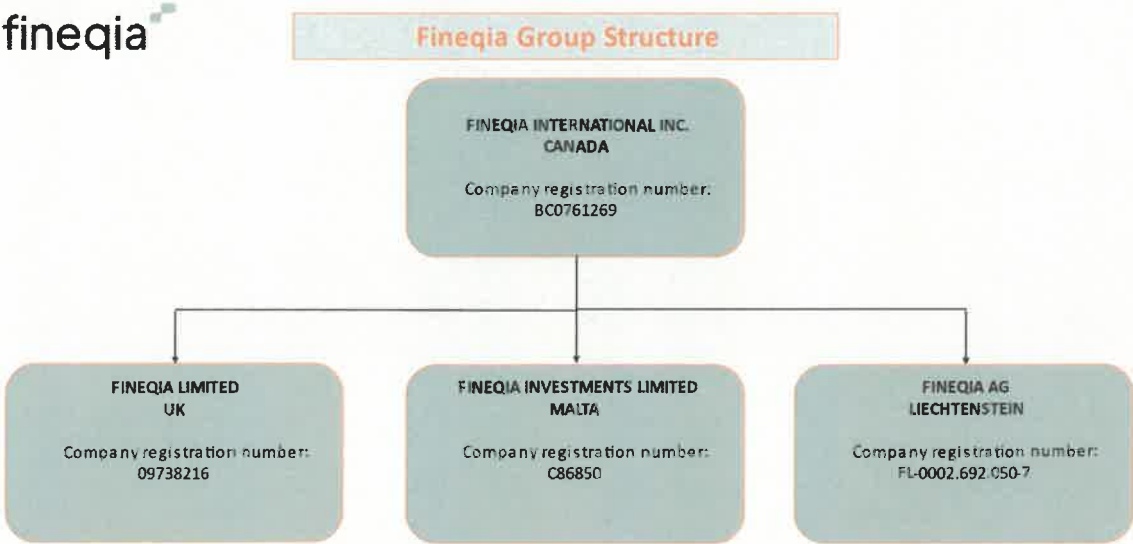 fineqia
Fineqia Group Structure
FINEQIA INTERNATIONAL INC.
CANADA
Company registration number:
BC0761269
FINEQIA LIMITED
UK
Company registration number:
09738216
FINEQIA INVESTMENTS LIMITED
MALTA
Company registration number:
C86850
FINEQIA AG
LIECHTENSTEIN
Company registration number:
FL-0002.692.050-7